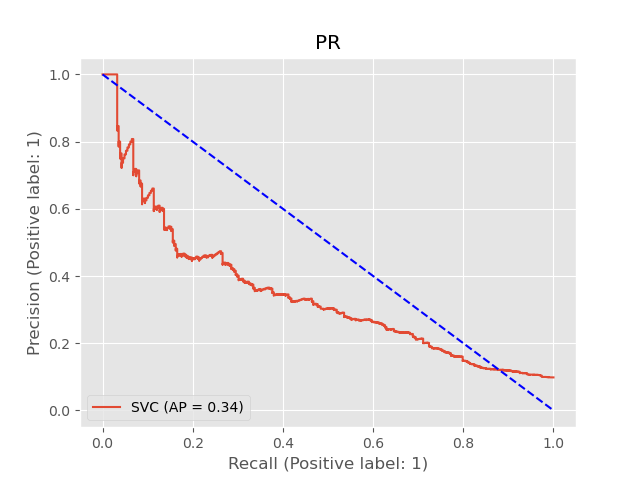 PR
Precision (Positive label: 1)
1.0
0.8
0.6
0.4
0.2
0.0
SVC (AP = 0.34)
0.0 0.2 0.4 0.6 0.8 1.0
Recall (Positive label: 1)